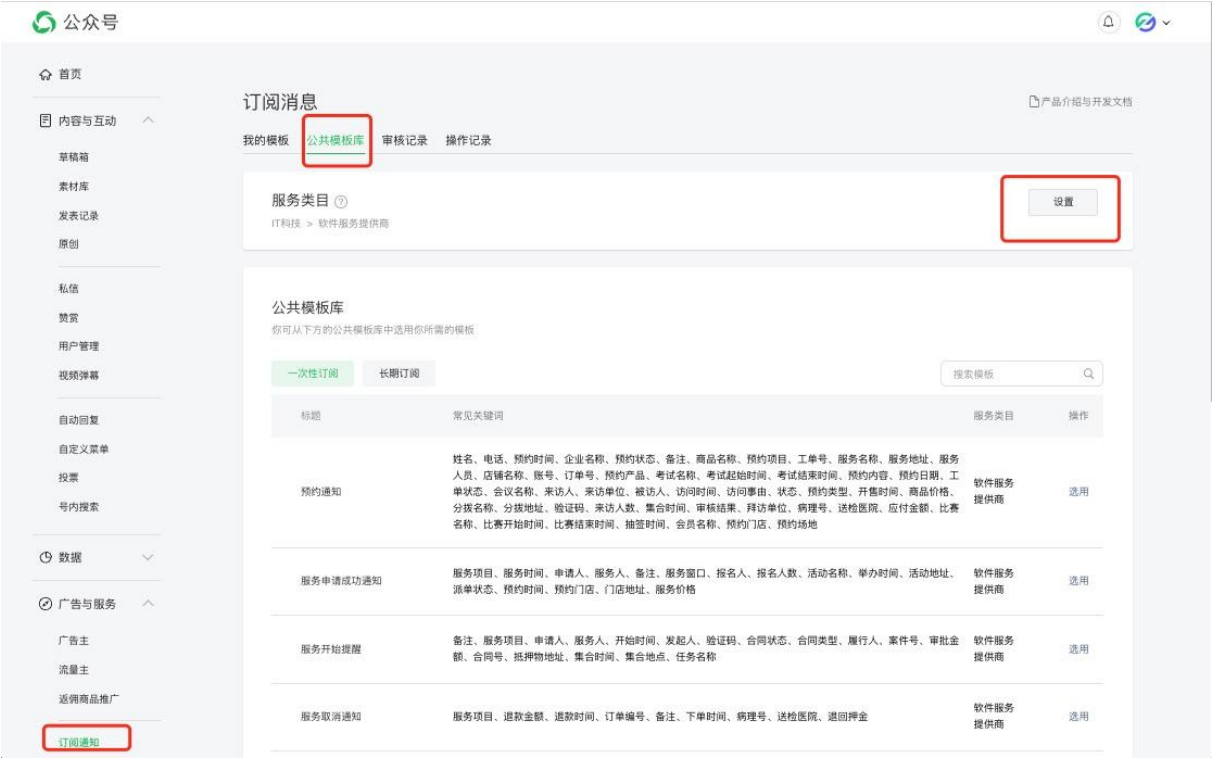 公众号
首页
内容与互动
草稿箱
素材库
发表记录
原创
私信
赞赏
用户管理
视频弹幕
自动回复
自定义菜单
投票
号内搜索
数据
广告与服务
广告主
流量主
返佣商品推广
订阅通知
订阅消息
产品介绍与开发文档
我的模板 公共模板库 审核记录 操作记录
服务类目
设置
IT科技 > 软件服务提供商
公共模板库
你可从下方的公共模板库中选用你所需的模板
一次性订阅 长期订阅 搜索模板
标题 常见关键词 服务类目 操作
预约通知
姓名、电话、预约时间、企业名称、预约状态、备注、商品名称、预约项目、工单号、服务名称、服务地址、服务
人员、店铺名称、账号、订单号、预约产品、考试名称、考试起始时间、考试结束时间、预约内容、预约日期、工
单状态、会议名称、来访人、来访单位、被访人、访问时间、访问事由、状态、预约类型、开售时间、商品价格、
分拨名称、分拨地址、验证码、来访人数、集合时间、审核结果、拜访单位、病理号、送检医院、应付金额、比赛
名称、比赛开始时间、比赛结束时间、抽签时间、会员名称、预约门店、预约场地
软件服务
提供商
选用
服务申请成功通知
服务项目、服务时间、申请人、服务人、备注、服务窗口、报名人、报名人数、活动名称、举办时间、活动地址、
派单状态、预约时间、预约门店、门店地址、服务价格
软件服务
提供商
选用
服务开始提醒
备注、服务项目、申请人、服务人、开始时间、发起人、验证码、合同状态、合同类型、履行人、案件号、审批金
额、合同号、抵押物地址、集合时间、集合地点、任务名称
软件服务
提供商
选用
服务取消通知
服务项目、退款金额、退款时间、订单编号、备注、下单时间、病理号、送检医院、退回押金
软件服务
提供商
选用